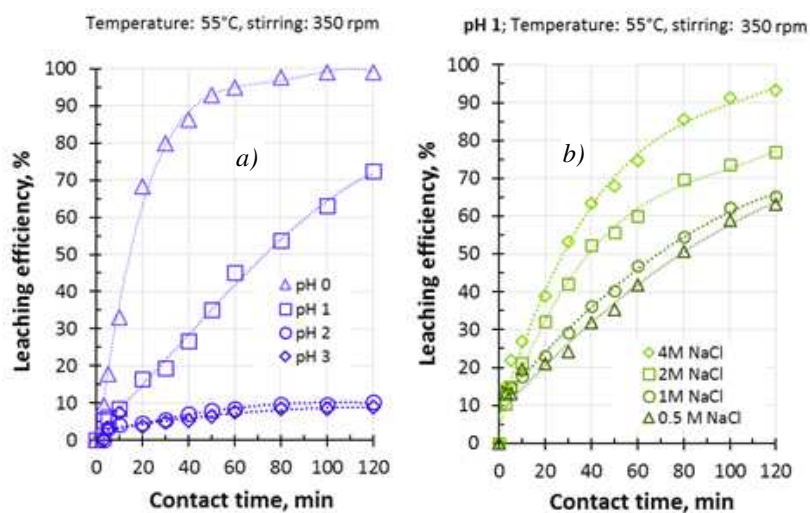 Temperature: 55°C, stirring: 350 rpm
100
90
80
70
60
50
40
30
20
10
0
Leaching efficiency, %
a)
pH 0
pH 1
pH 2
pH 3
0 20 40 60 80 100 120
Contact time, min
pH 1; Temperature: 55°C, stirring: 350 rpm
100
90
80
70
60
50
40
30
20
10
0
Leaching efficiency, %
b)
4M NaCl
2M NaCl
1M NaCl
0.5 M NaCl
0 20 40 60 80 100 120
Contact time, min